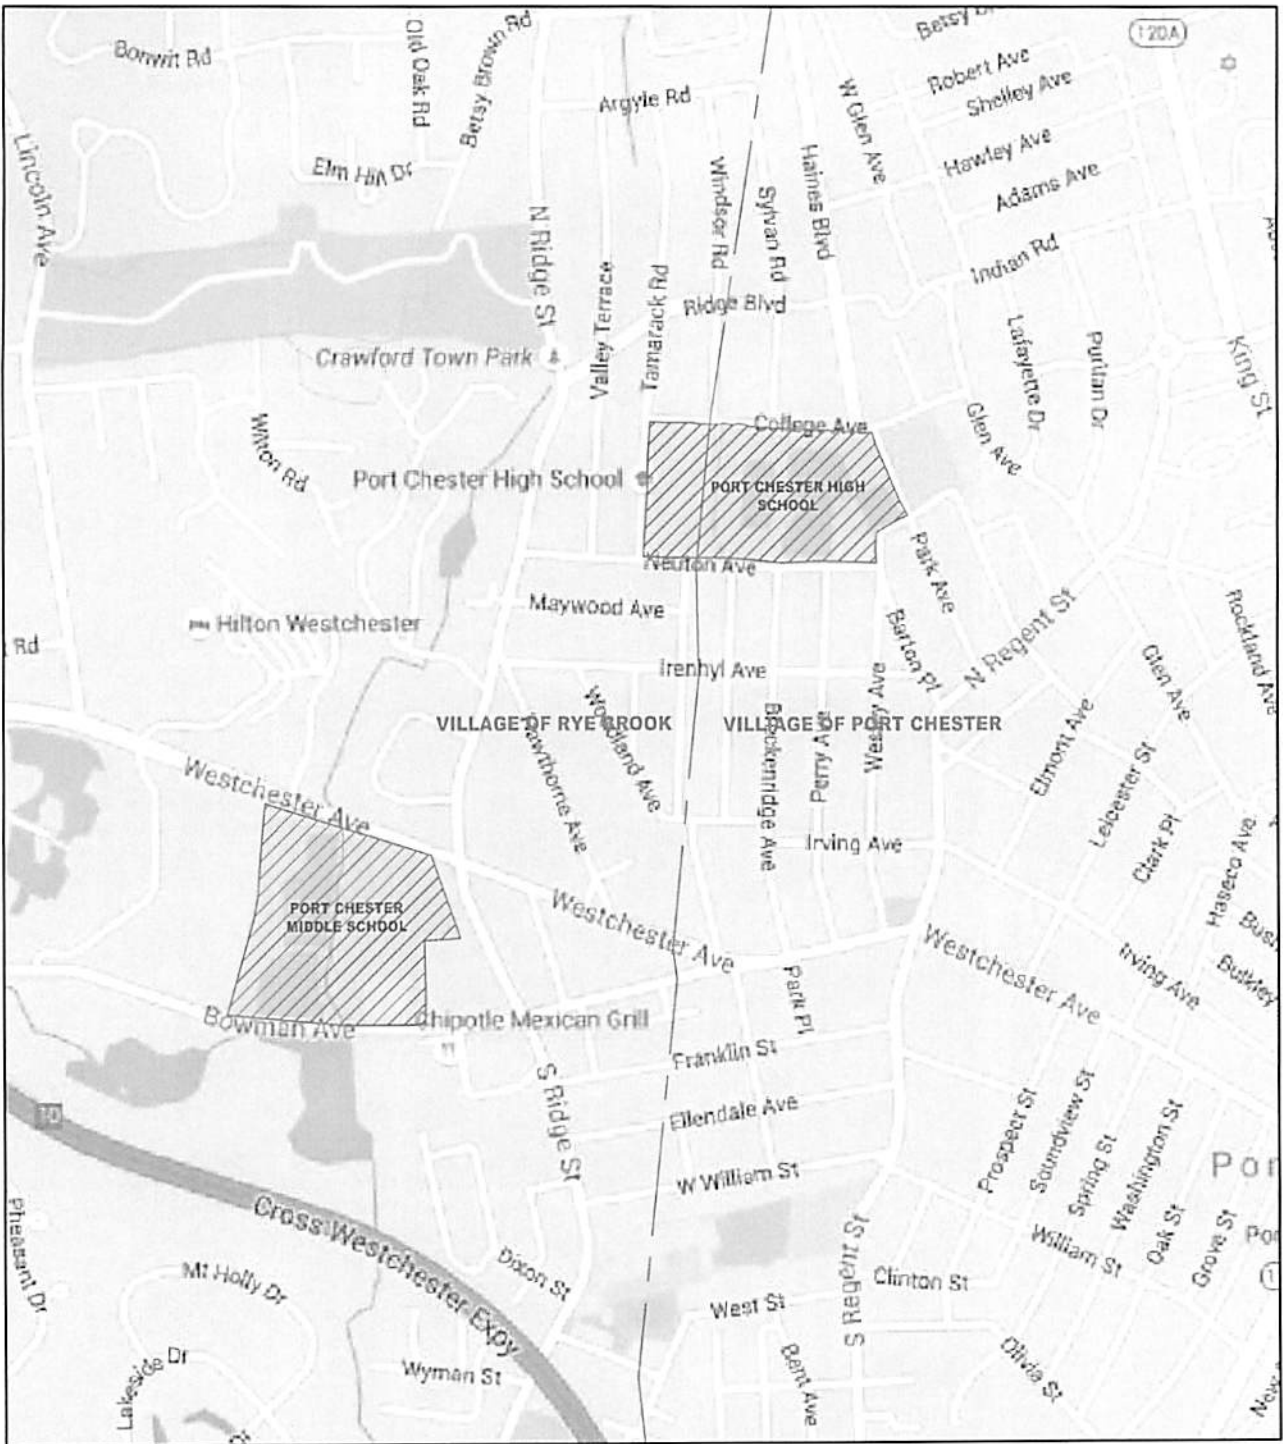 Bonwit Rd
Old Oak Rd
Betsy Brown Rd
120A
Argyle Rd
Robert Ave
Shelley Ave
W Glen Ave
Hawley Ave
Adams Ave
Lincoln Ave
Elm Hill Dr
Windsor Rd
Sylvan Rd
Haines Blvd
N Ridge St
Indian Rd
Valley Terrace
Tamarack Rd
Ridge Blvd
Crawford Town Park
Lafayette Dr
Puritan Dr
King St
College Ave
Glen Ave
Wilton Rd
Port Chester High School
PORT CHESTER HIGH
SCHOOL
Neuton Ave
Park Ave
Maywood Ave
Hilton Westchester
Rd
Barton Pl
N Regent St
Rockland Ave
Irenhyl Ave
Glen Ave
Woodland Ave
Wesley Ave
VILLAGE OF RYE BROOK
VILLAGE OF PORT CHESTER
Hawthorne Ave
Breckenridge Ave
Perry Ave
Elmont Ave
Leicester St
Westchester Ave
Irving Ave
Clark Pl
Haseco Ave
PORT CHESTER
MIDDLE SCHOOL
Westchester Ave
Westchester Ave
Irving Ave
Bulkley
Park Pl
Bowman Ave
Chipotle Mexican Grill
Franklin St
S Ridge St
Ellendale Ave
Prospect St
Soundview St
Spring St
Washington St
W William St
Por
Pheasant Dr
Cross Westchester Expy
S Regent St
William St
Oak St
Grove St
Por
Mt Holly Dr
Dixon St
Clinton St
West St
Lakeside Dr
Wyman St
Bent Ave
Olivia St